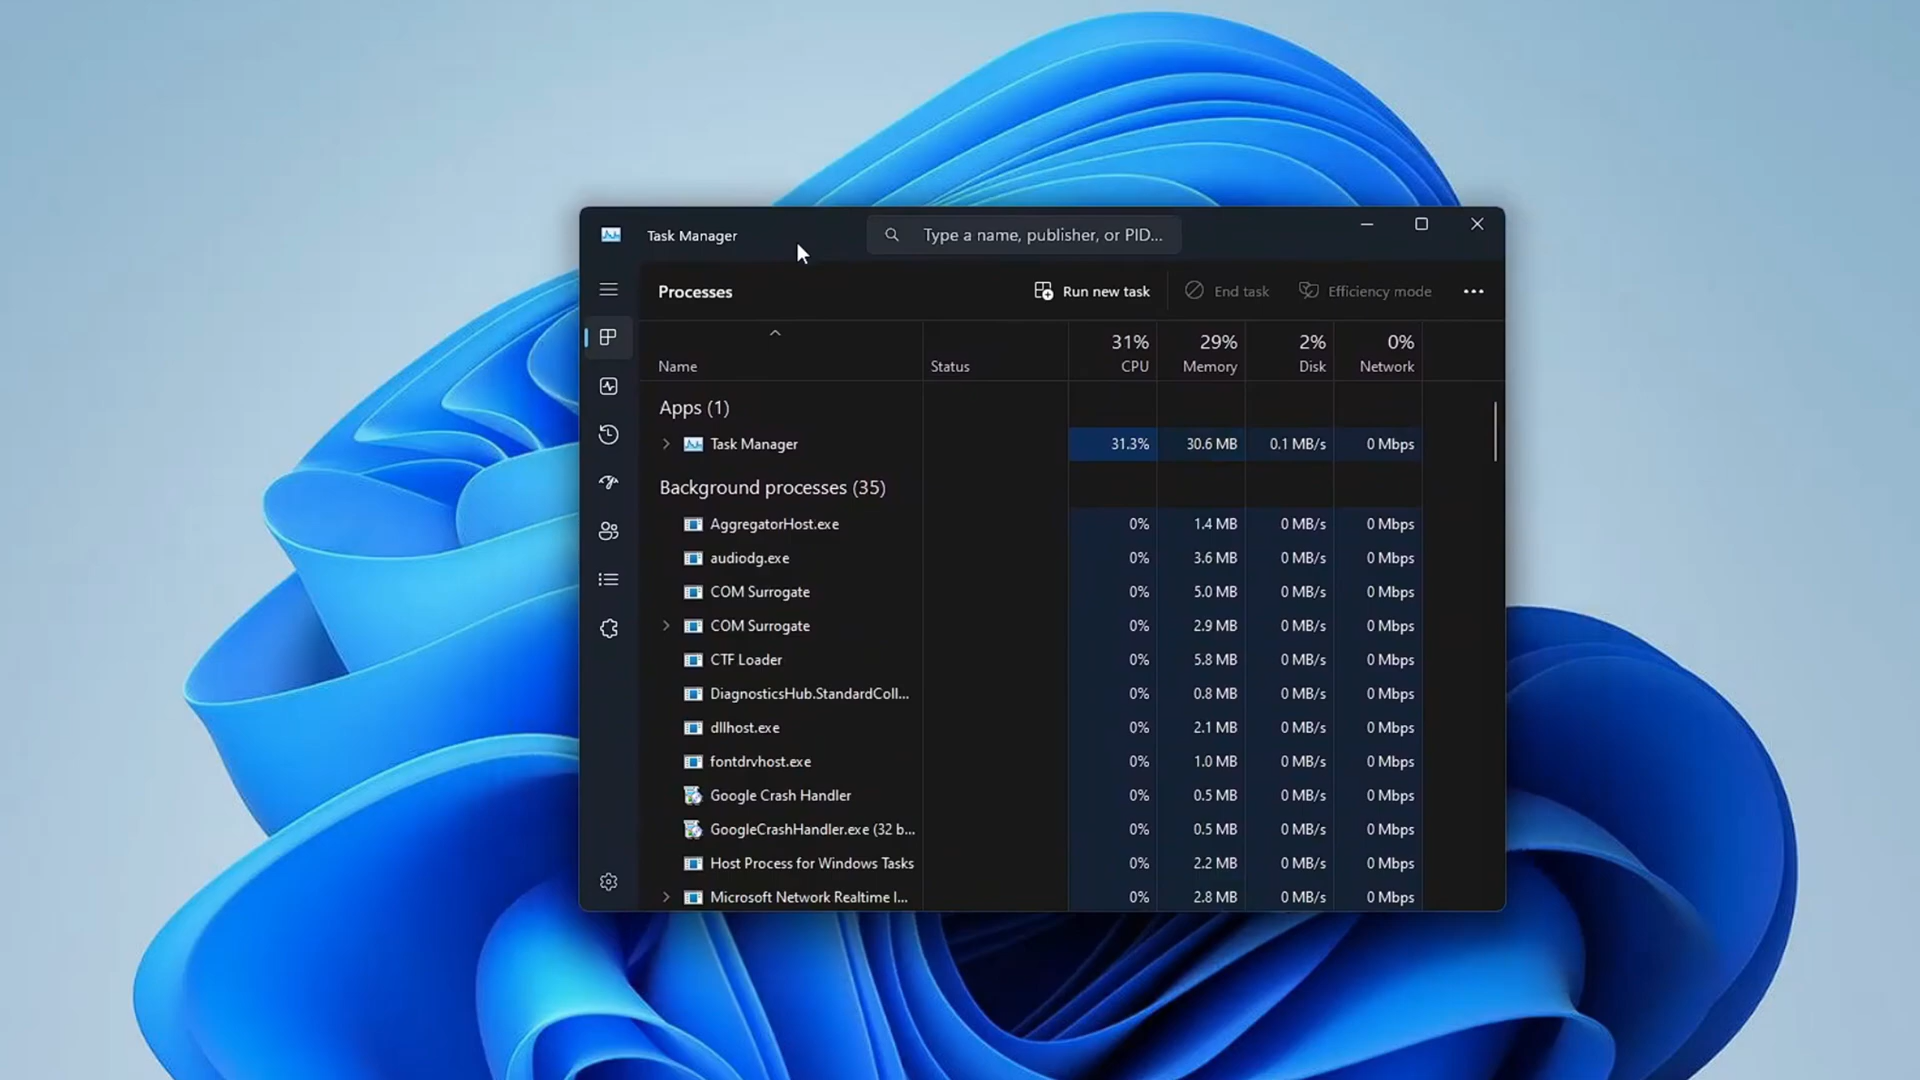 Task Manager
Type a name, publisher, or PID...
Processes
Run new task
End task
Efficiency mode
31% 29% 2% 0%
Name Status CPU Memory Disk Network
Apps (1)
Task Manager 31.3% 30.6 MB 0.1 MB/s 0 Mbps
Background processes (35)
AggregatorHost.exe 0% 1.4 MB 0 MB/s 0 Mbps
audiodg.exe 0% 3.6 MB 0 MB/s 0 Mbps
COM Surrogate 0% 5.0 MB 0 MB/s 0 Mbps
COM Surrogate 0% 2.9 MB 0 MB/s 0 Mbps
CTF Loader 0% 5.8 MB 0 MB/s 0 Mbps
DiagnosticsHub.StandardColl... 0% 0.8 MB 0 MB/s 0 Mbps
dllhost.exe 0% 2.1 MB 0 MB/s 0 Mbps
fontdrvhost.exe 0% 1.0 MB 0 MB/s 0 Mbps
Google Crash Handler 0% 0.5 MB 0 MB/s 0 Mbps
GoogleCrashHandler.exe (32 b... 0% 0.5 MB 0 MB/s 0 Mbps
Host Process for Windows Tasks 0% 2.2 MB 0 MB/s 0 Mbps
Microsoft Network Realtime I... 0% 2.8 MB 0 MB/s 0 Mbps